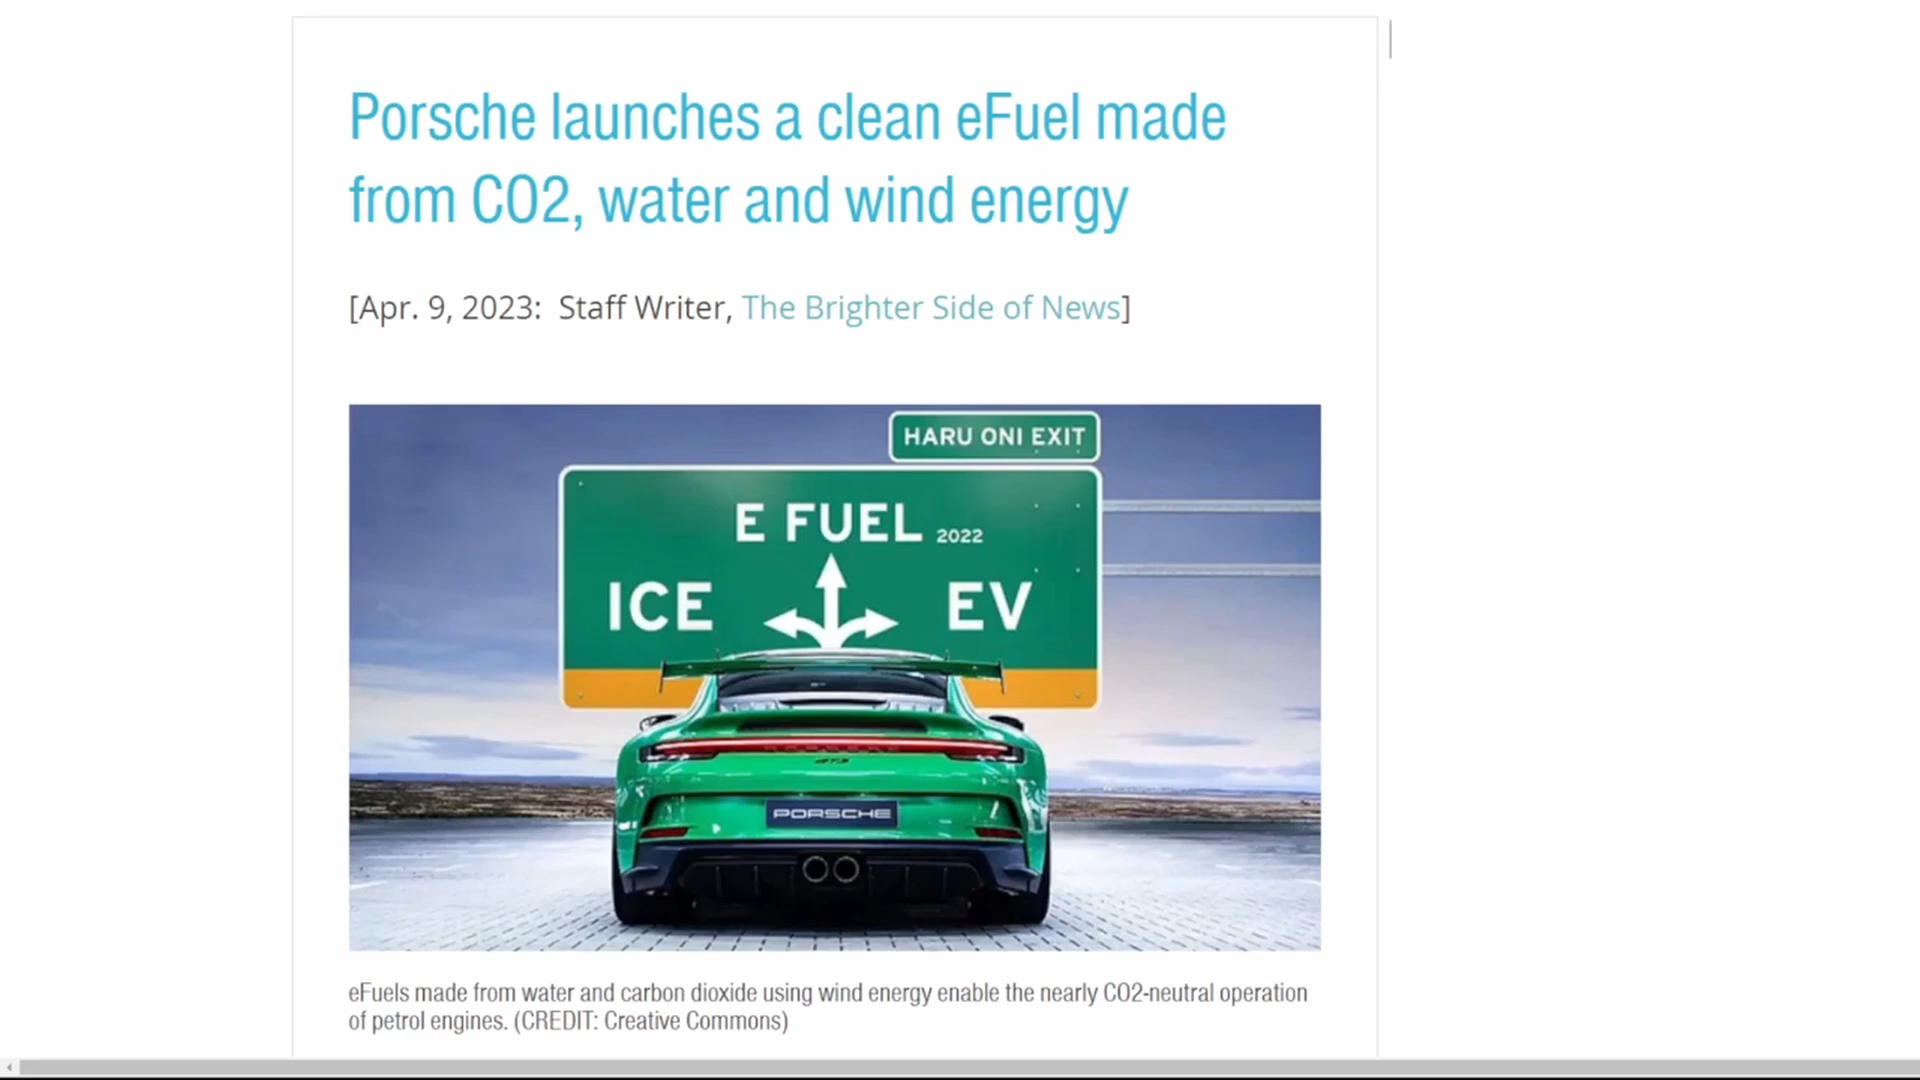 Porsche launches a clean eFuel made
from CO2, water and wind energy
[Apr. 9, 2023: Staff Writer, The Brighter Side of News]
HARU ONI EXIT
E FUEL 2022
ICE EV
PORSCHE
eFuels made from water and carbon dioxide using wind energy enable the nearly CO2-neutral operation
of petrol engines. (CREDIT: Creative Commons)